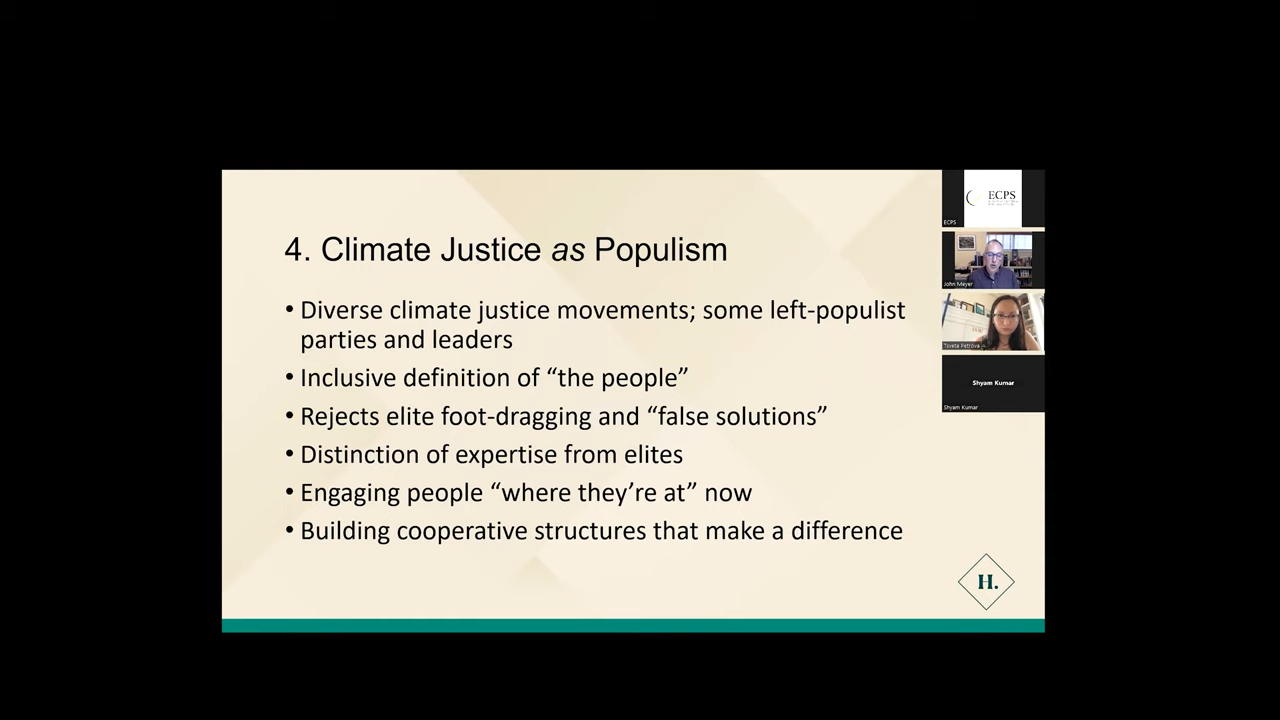 4. Climate Justice as Populism
• Diverse climate justice movements; some left-populist
parties and leaders
• Inclusive definition of “the people”
• Rejects elite foot-dragging and “false solutions”
• Distinction of expertise from elites
• Engaging people “where they’re at” now
• Building cooperative structures that make a difference
H.
ECPS
ECPS
John Meyer
Tsveta Petrova
Shyam Kumar
Shyam Kumar